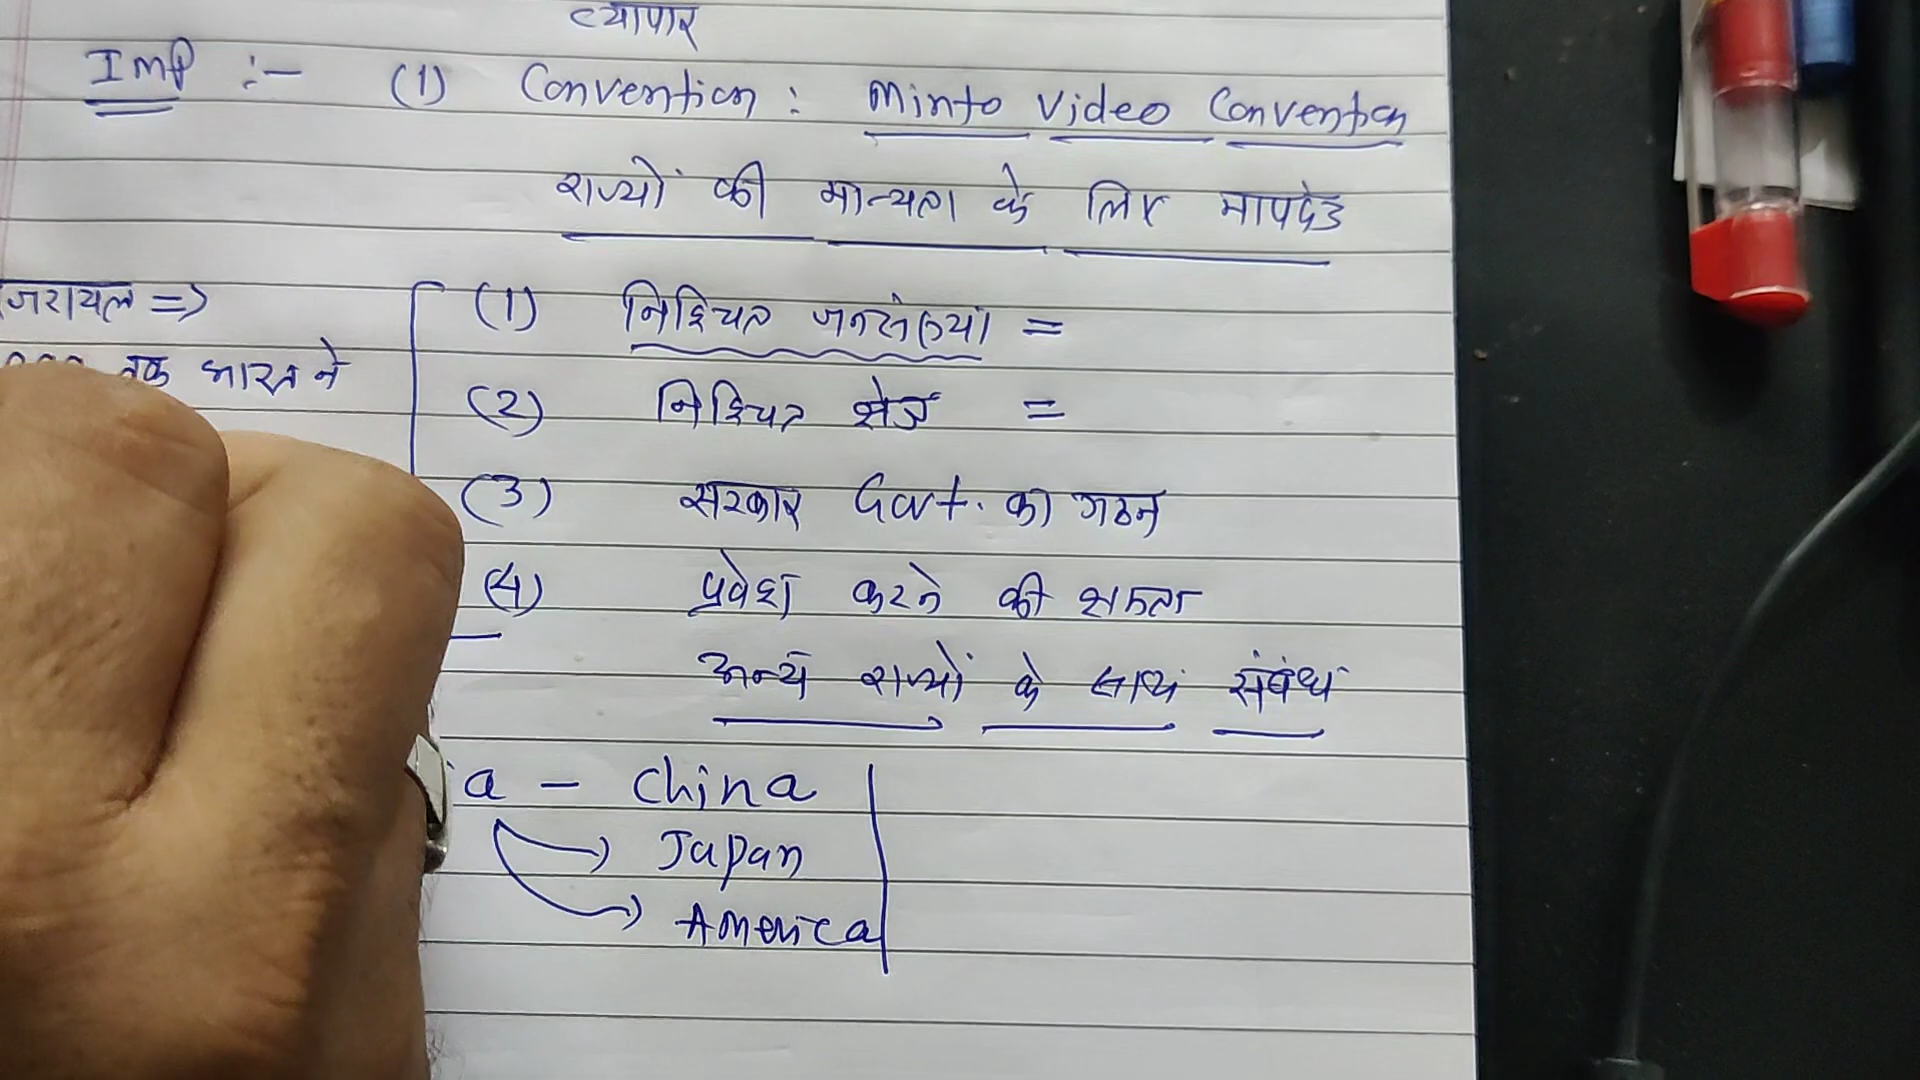 व्यापार
Imp :- (1) Convention : Minto Video Convention
राज्यों की मान्यता के लिए मापदंड
जरायल =>
तक भारत ने
(1) निश्चित जनसंख्या =
(2) निश्चित क्षेत्र =
(3) सरकार Govt. का गठन
(4) प्रवेश करने की क्षमता
अन्य राज्यों के साथ संबंध
a - China
Japan
America